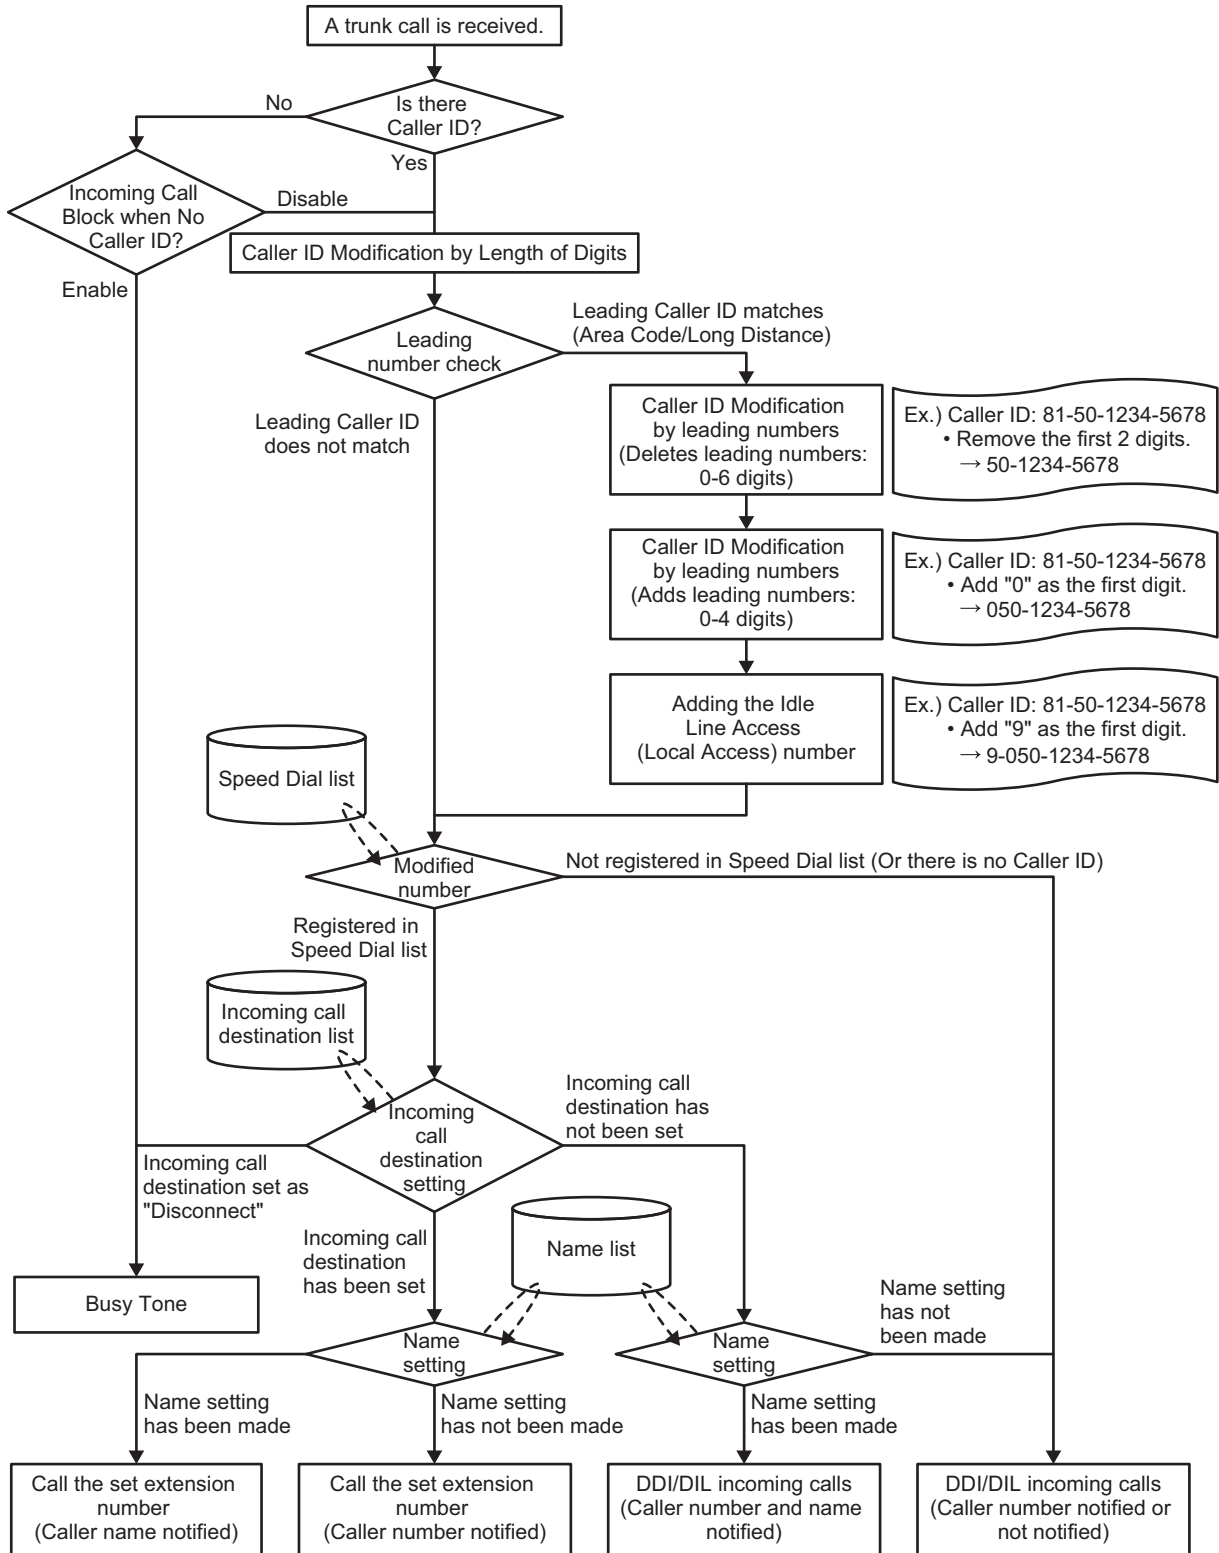 A trunk call is received.
No
Is there
Caller ID?
Yes
Incoming Call
Block when No
Caller ID?
Disable
Enable
Caller ID Modification by Length of Digits
Leading
number check
Leading Caller ID matches
(Area Code/Long Distance)
Leading Caller ID
does not match
Caller ID Modification
by leading numbers
(Deletes leading numbers:
0-6 digits)
Ex.) Caller ID: 81-50-1234-5678
• Remove the first 2 digits.
→ 50-1234-5678
Caller ID Modification
by leading numbers
(Adds leading numbers:
0-4 digits)
Ex.) Caller ID: 81-50-1234-5678
• Add "0" as the first digit.
→ 050-1234-5678
Adding the Idle
Line Access
(Local Access) number
Ex.) Caller ID: 81-50-1234-5678
• Add "9" as the first digit.
→ 9-050-1234-5678
Speed Dial list
Modified
number
Not registered in Speed Dial list (Or there is no Caller ID)
Registered in
Speed Dial list
Incoming call
destination list
Incoming
call
destination
setting
Incoming call
destination has
not been set
Incoming call
destination set as
"Disconnect"
Incoming call
destination
has been set
Name list
Busy Tone
Name
setting
Name
setting
Name setting
has not
been made
Name setting
has been made
Name setting
has not been made
Name setting
has been made
Call the set extension
number
(Caller name notified)
Call the set extension
number
(Caller number notified)
DDI/DIL incoming calls
(Caller number and name
notified)
DDI/DIL incoming calls
(Caller number notified or
not notified)